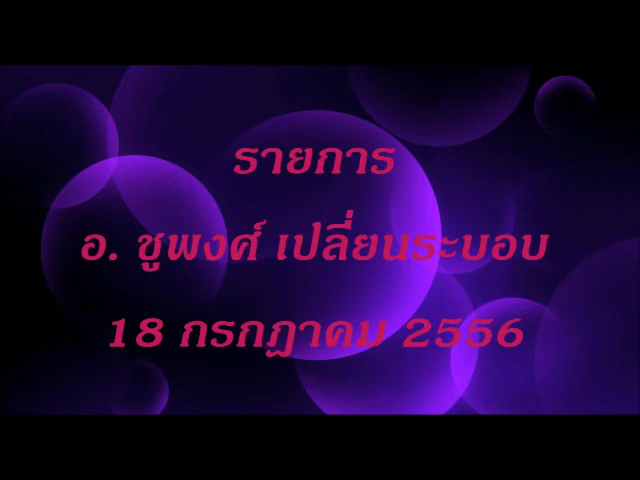 รายการ
อ. ชูพงศ์ เปลี่ยนระบอบ
18 กรกฎาคม 2556